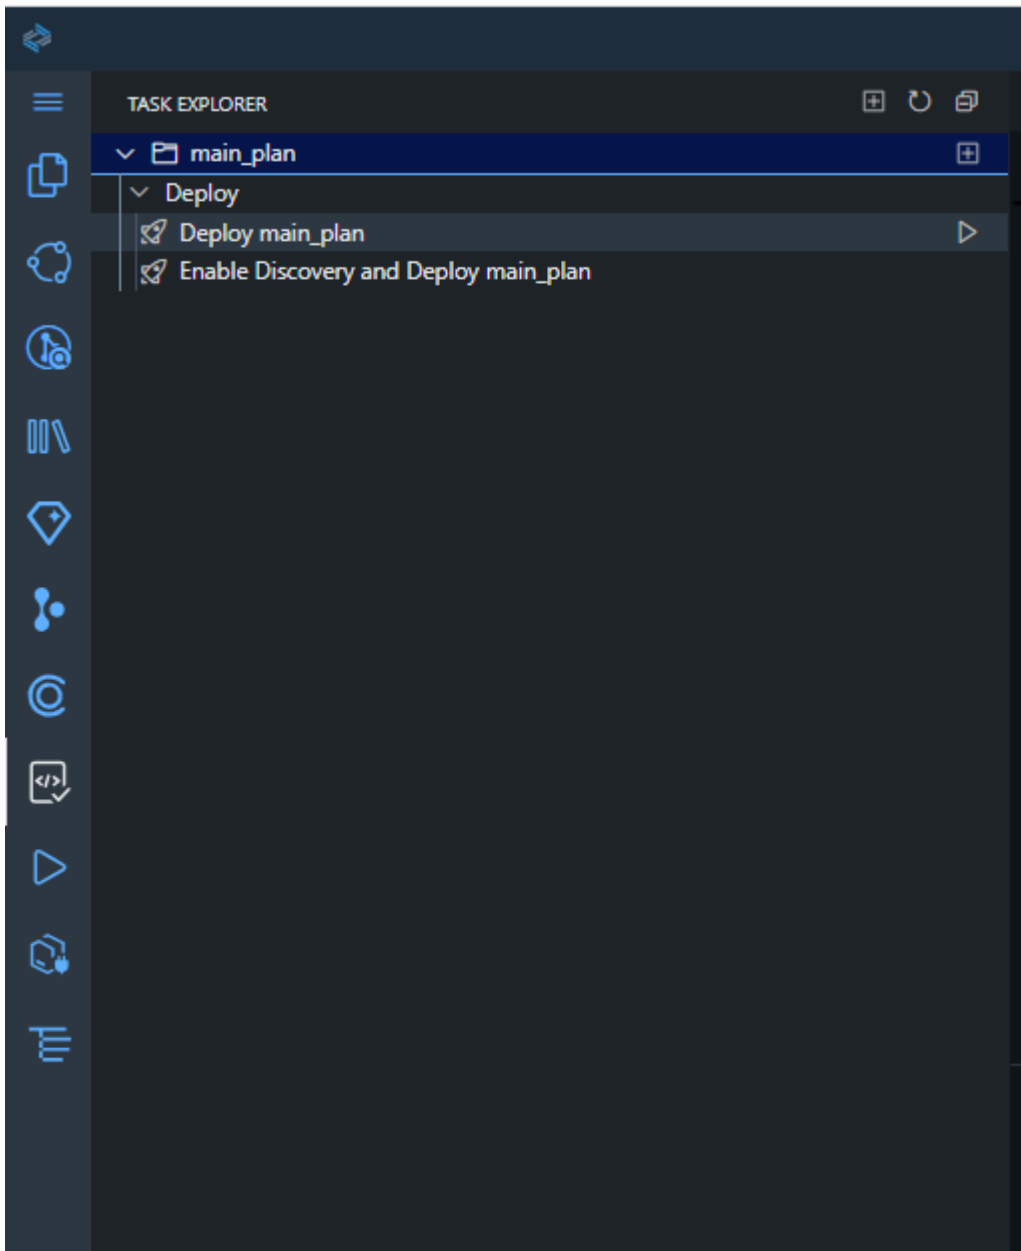 TASK EXPLORER
main_plan
Deploy
Deploy main_plan
Enable Discovery and Deploy main_plan